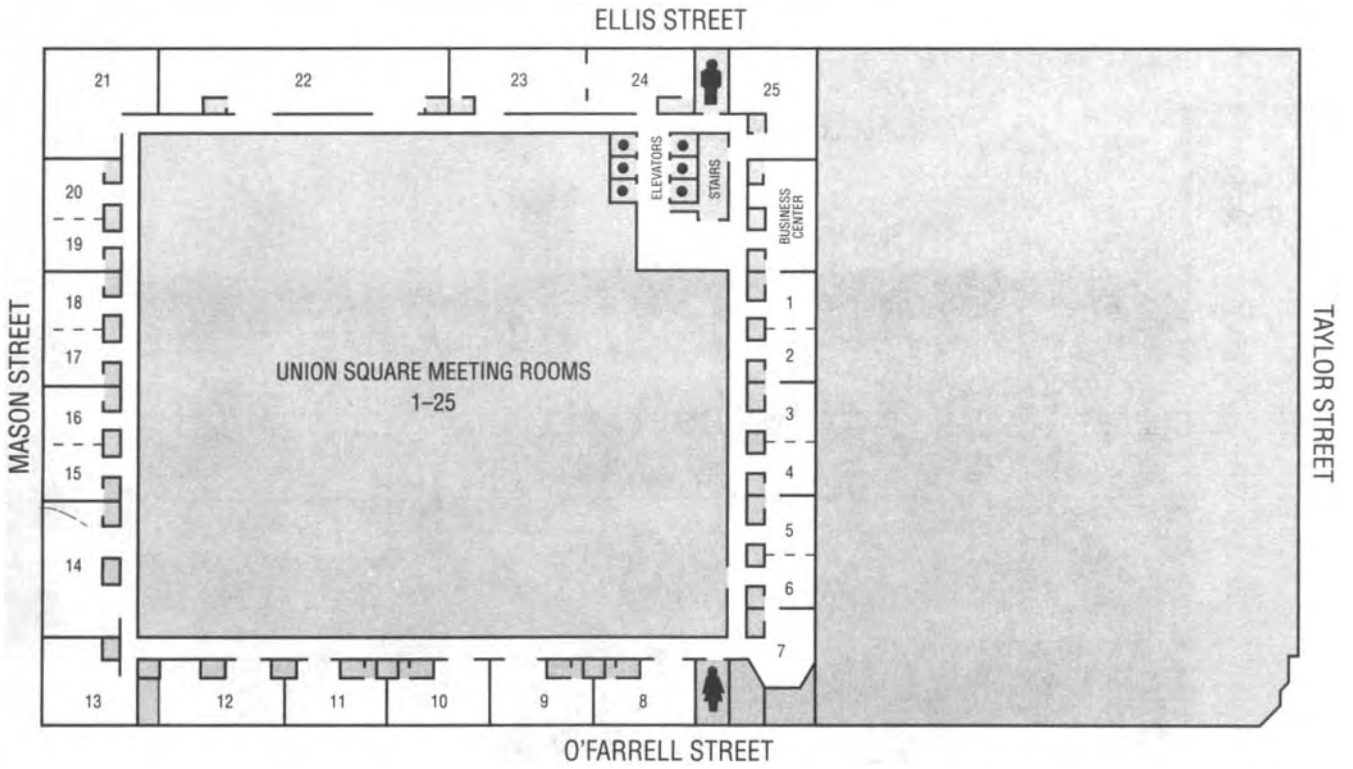 ELLIS STREET
21
22
23
24
25
ELEVATORS
STAIRS
BUSINESS
CENTER
20
19
18
17
16
15
14
MASON STREET
UNION SQUARE MEETING ROOMS
1–25
1
2
3
4
5
6
7
TAYLOR STREET
13
12
11
10
9
8
O'FARRELL STREET